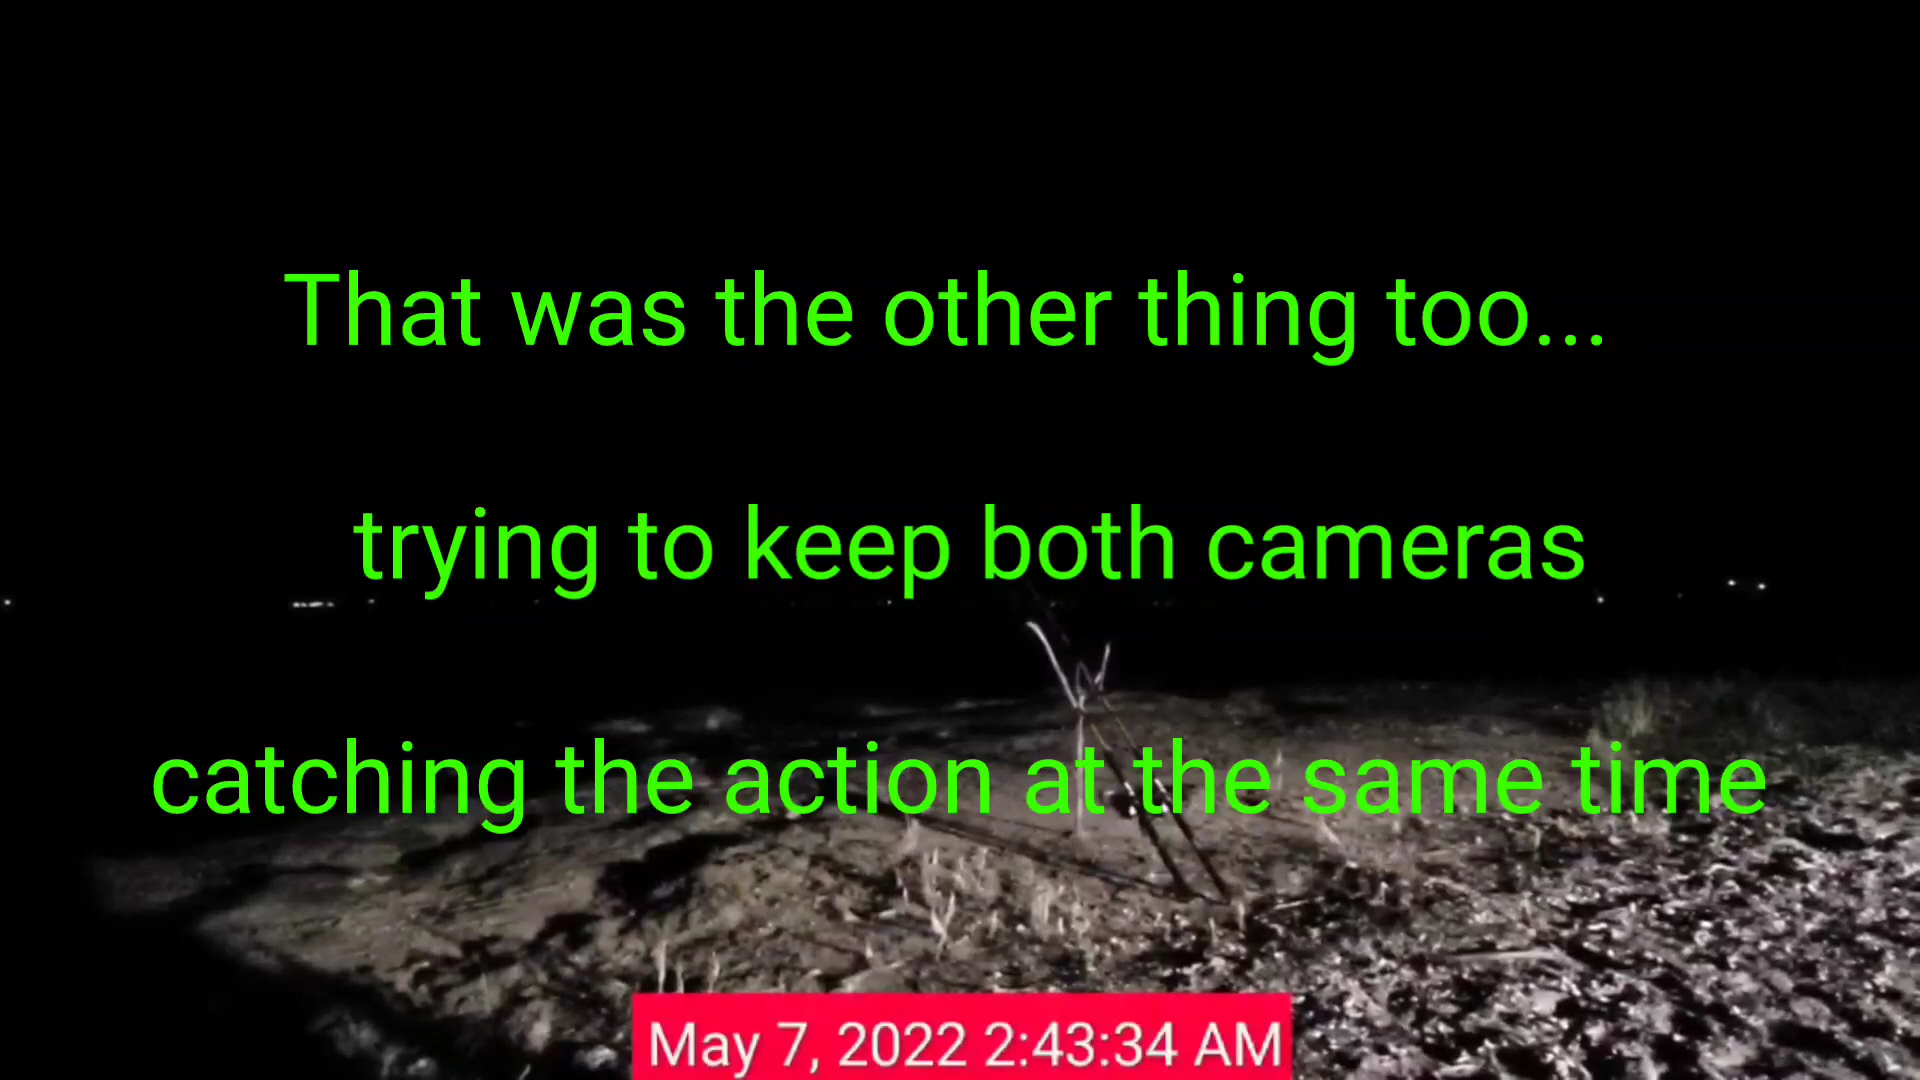 That was the other thing too...
trying to keep both cameras
catching the action at the same time
May 7, 2022 2:43:34 AM